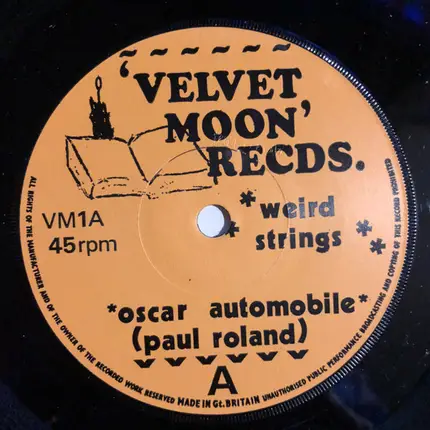 'VELVET
MOON'
RECDS.
VM1A
45rpm
*weird
* strings **
*oscar automobile*
(paul roland)
A
ALL RIGHTS OF THE MANUFACTURER AND OF THE OWNER OF THE RECORDED WORK RESERVED MADE IN Gt. BRITAIN UNAUTHORISED PUBLIC PERFORMANCE BROADCASTING AND COPYING OF THIS RECORD PROHIBITED